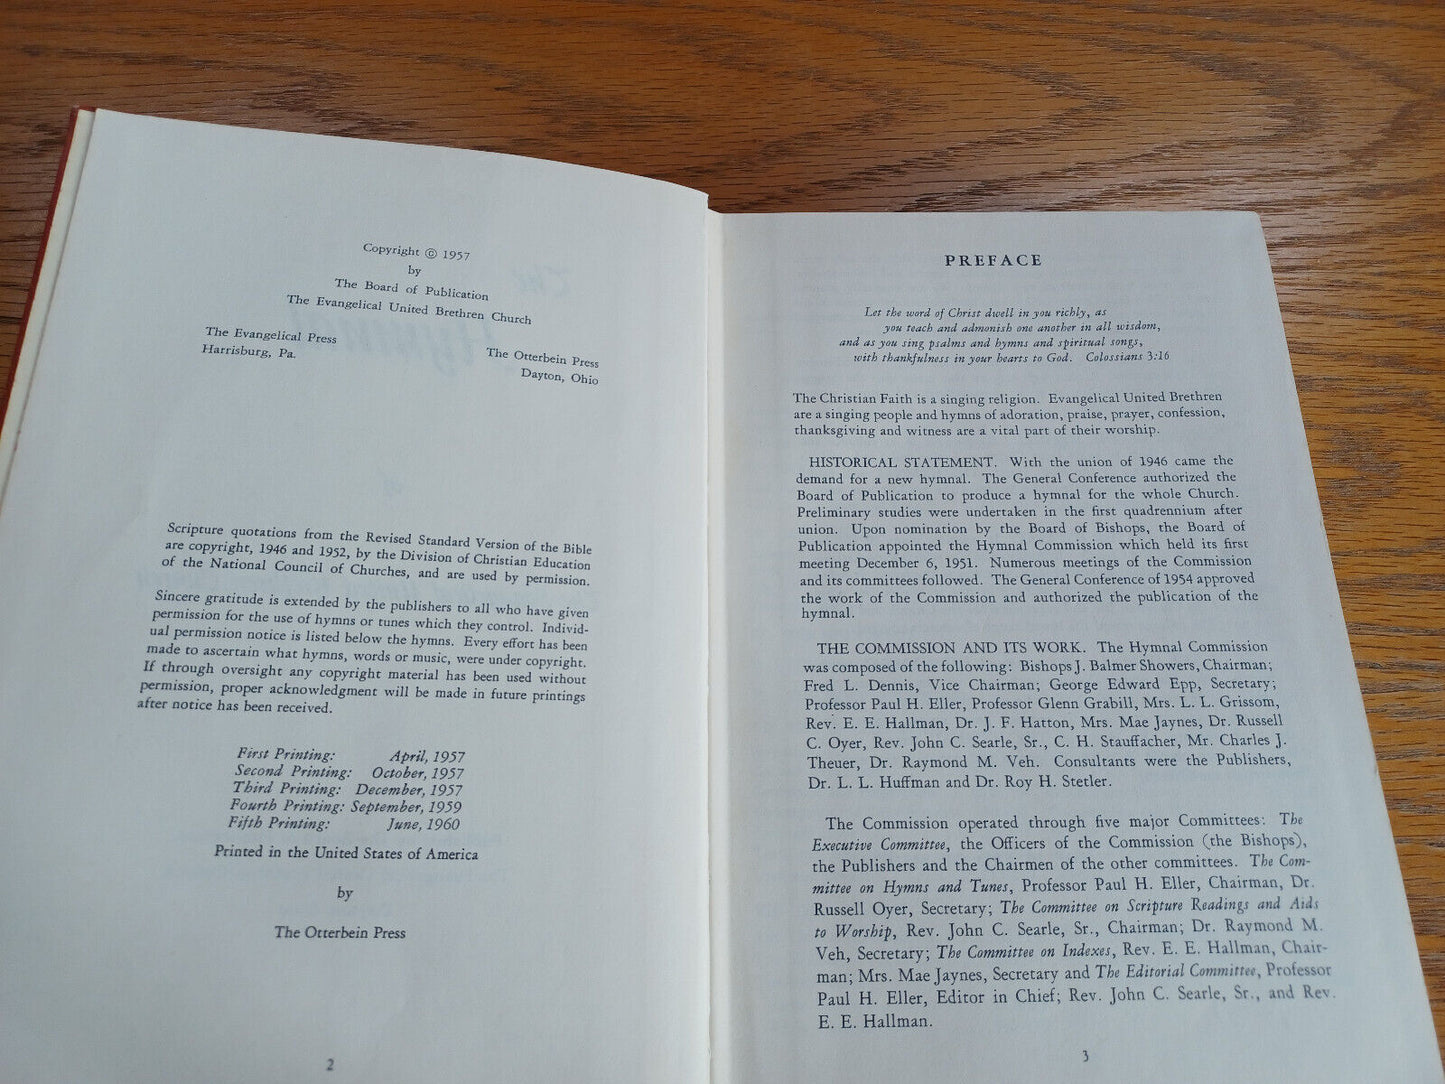 Copyright © 1957
by
The Board of Publication
The Evangelical United Brethren Church
The Evangelical Press
Harrisburg, Pa.
The Otterbein Press
Dayton, Ohio
Scripture quotations from the Revised Standard Version of the Bible
are copyright, 1946 and 1952, by the Division of Christian Education
of the National Council of Churches, and are used by permission.
Sincere gratitude is extended by the publishers to all who have given
permission for the use of hymns or tunes which they control. Individ-
ual permission notice is listed below the hymns. Every effort has been
made to ascertain what hymns, words or music, were under copyright.
If through oversight any copyright material has been used without
permission, proper acknowledgment will be made in future printings
after notice has been received.
First Printing: April, 1957
Second Printing: October, 1957
Third Printing: December, 1957
Fourth Printing: September, 1959
Fifth Printing: June, 1960
Printed in the United States of America
by
The Otterbein Press
2
PREFACE
Let the word of Christ dwell in you richly, as
you teach and admonish one another in all wisdom,
and as you sing psalms and hymns and spiritual songs,
with thankfulness in your hearts to God. Colossians 3:16
The Christian Faith is a singing religion. Evangelical United Brethren
are a singing people and hymns of adoration, praise, prayer, confession,
thanksgiving and witness are a vital part of their worship.
HISTORICAL STATEMENT. With the union of 1946 came the
demand for a new hymnal. The General Conference authorized the
Board of Publication to produce a hymnal for the whole Church.
Preliminary studies were undertaken in the first quadrennium after
union. Upon nomination by the Board of Bishops, the Board of
Publication appointed the Hymnal Commission which held its first
meeting December 6, 1951. Numerous meetings of the Commission
and its committees followed. The General Conference of 1954 approved
the work of the Commission and authorized the publication of the
hymnal.
THE COMMISSION AND ITS WORK. The Hymnal Commission
was composed of the following: Bishops J. Balmer Showers, Chairman;
Fred L. Dennis, Vice Chairman; George Edward Epp, Secretary;
Professor Paul H. Eller, Professor Glenn Grabill, Mrs. L. L. Grissom,
Rev. E. E. Hallman, Dr. J. F. Hatton, Mrs. Mae Jaynes, Dr. Russell
C. Oyer, Rev. John C. Searle, Sr., C. H. Stauffacher, Mr. Charles J.
Theuer, Dr. Raymond M. Veh. Consultants were the Publishers,
Dr. L. L. Huffman and Dr. Roy H. Stetler.
The Commission operated through five major Committees: The
Executive Committee, the Officers of the Commission (the Bishops),
the Publishers and the Chairmen of the other committees. The Com-
mittee on Hymns and Tunes, Professor Paul H. Eller, Chairman, Dr.
Russell Oyer, Secretary; The Committee on Scripture Readings and Aids
to Worship, Rev. John C. Searle, Sr., Chairman; Dr. Raymond M.
Veh, Secretary; The Committee on Indexes, Rev. E. E. Hallman, Chair-
man; Mrs. Mae Jaynes, Secretary and The Editorial Committee, Professor
Paul H. Eller, Editor in Chief; Rev. John C. Searle, Sr., and Rev.
E. E. Hallman.
3